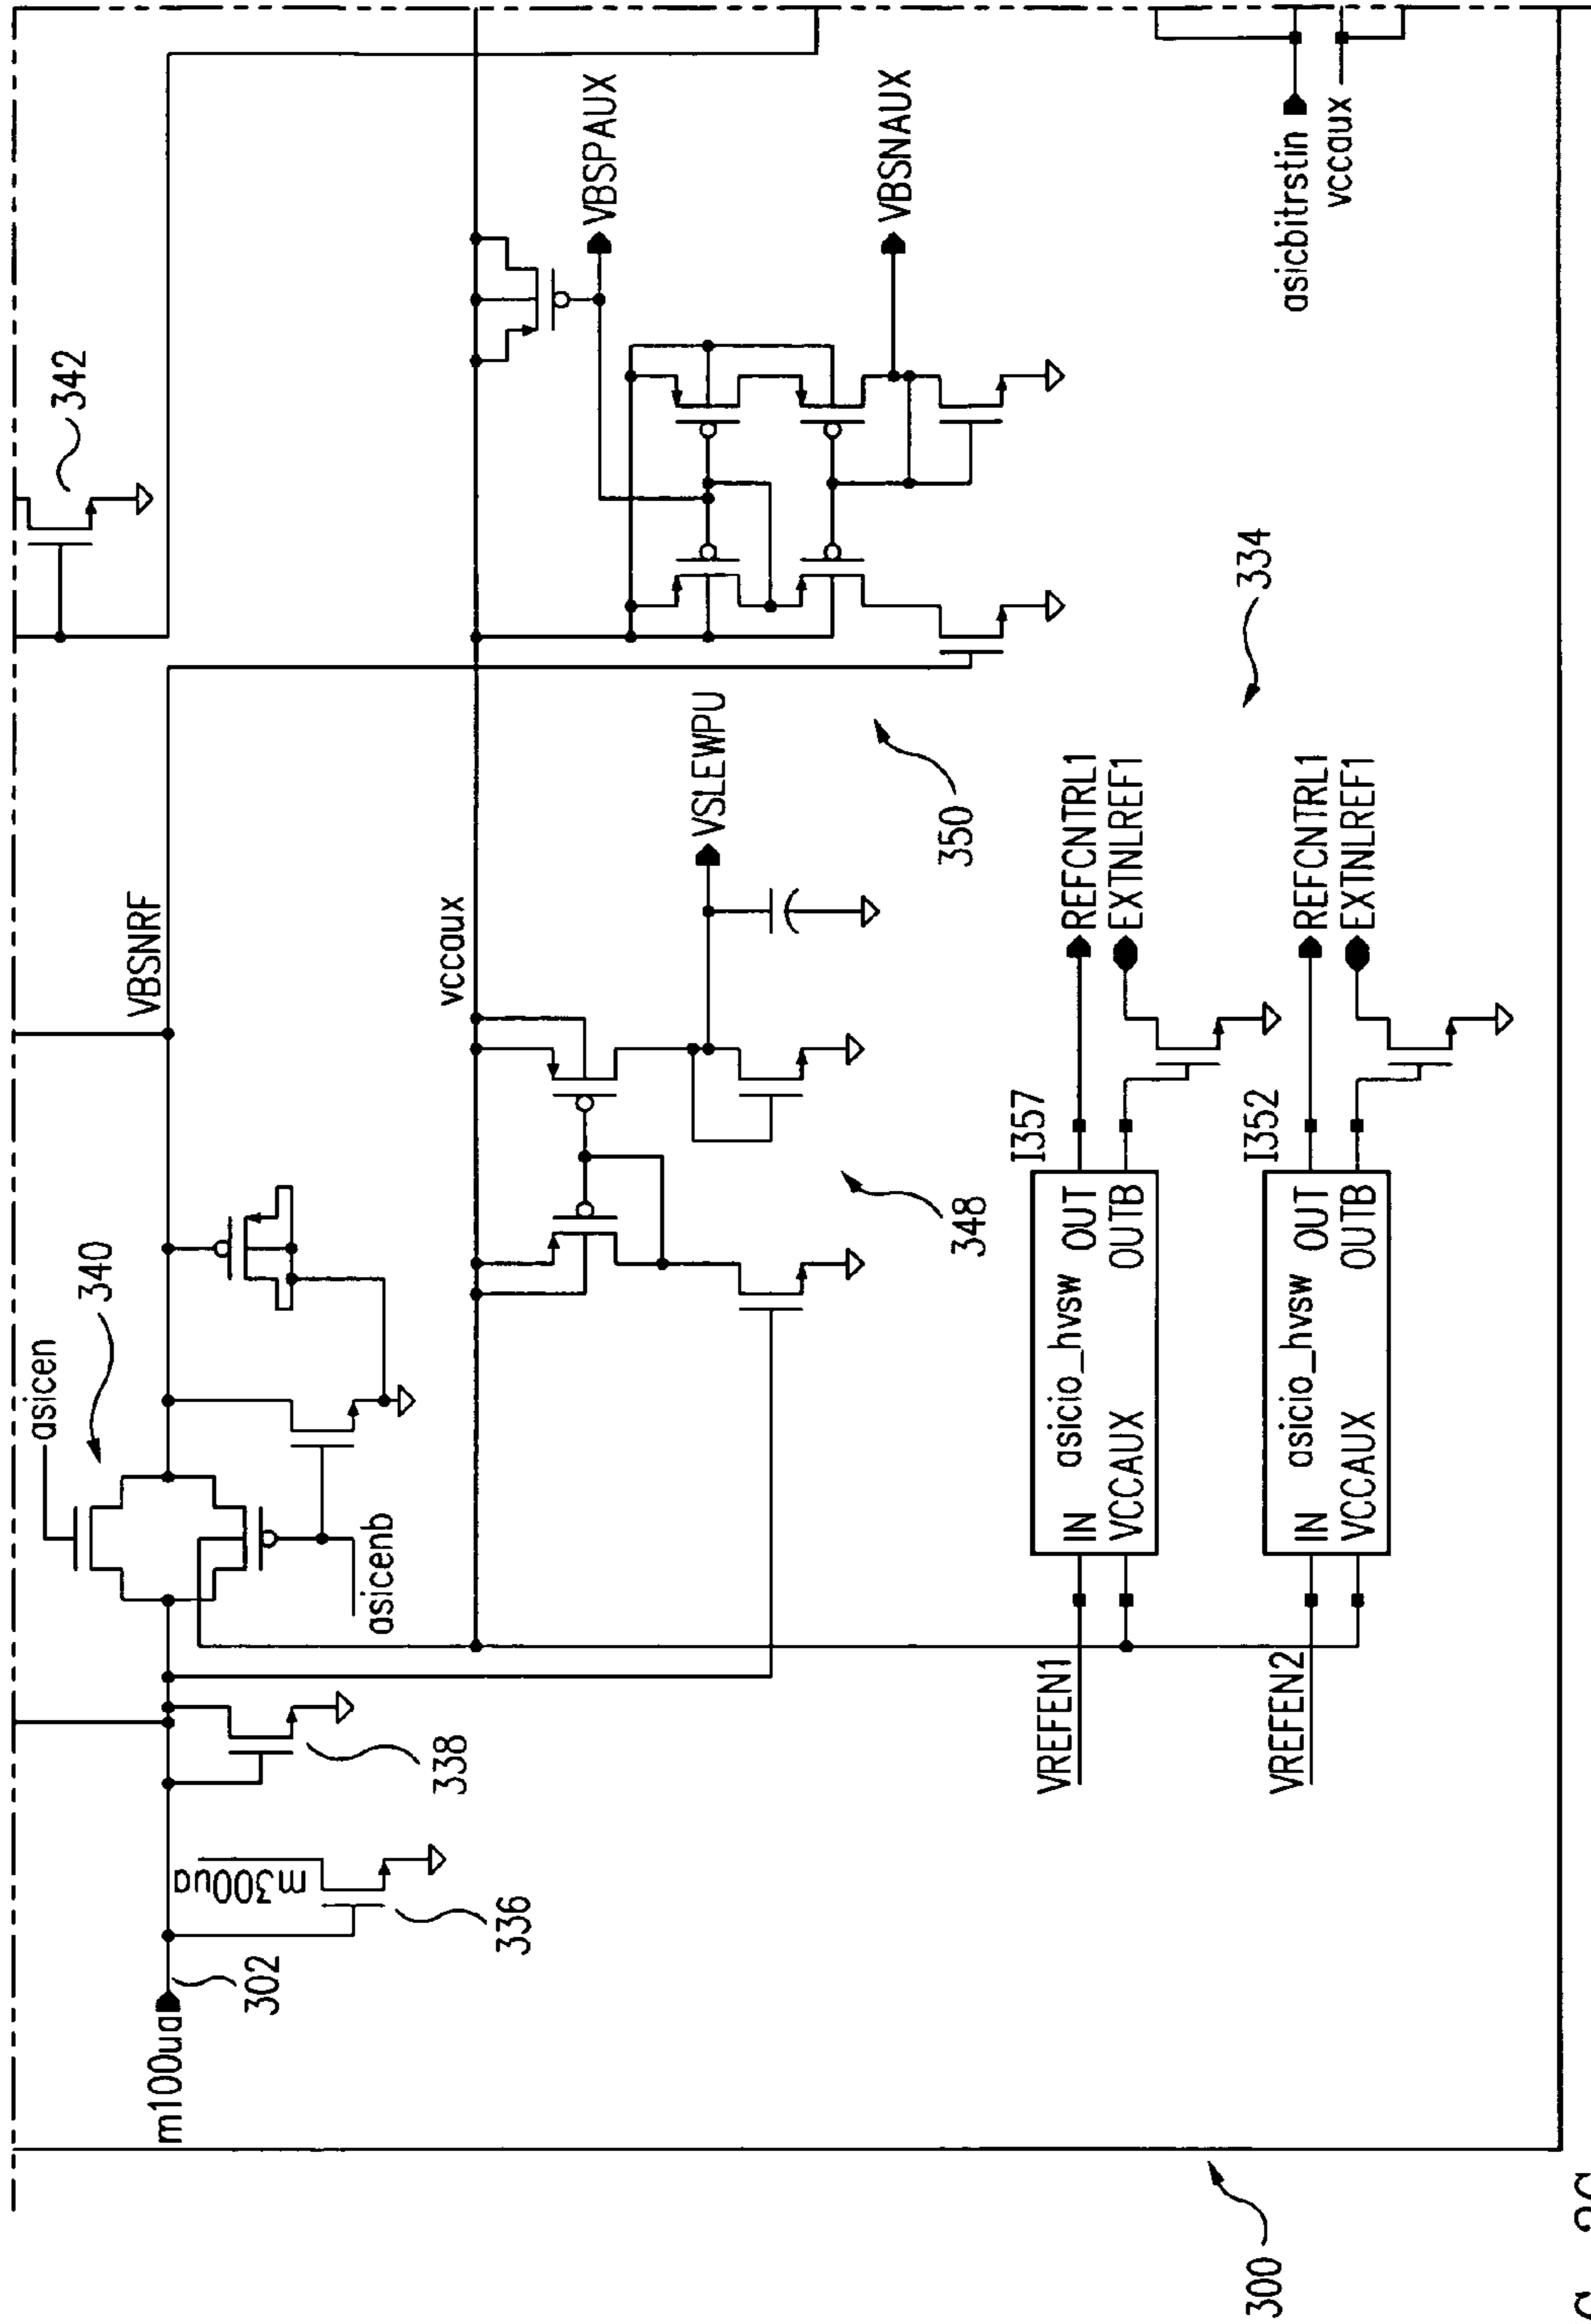 342
VBSNRF
asicen
340
asicenb
m300ua
336
338
302
m100ua
vccaux
VBSPAUX
VBSNAUX
VSLEWPU
350
348
334
asicbitrstin
vccaux
I357
REFCNTRL1
EXTNLREF1
IN asicio_hvsw OUT
VCCAUX OUTB
VREFEN1
I352
REFCNTRL1
EXTNLREF1
IN asicio_hvsw OUT
VCCAUX OUTB
VREFEN2
300